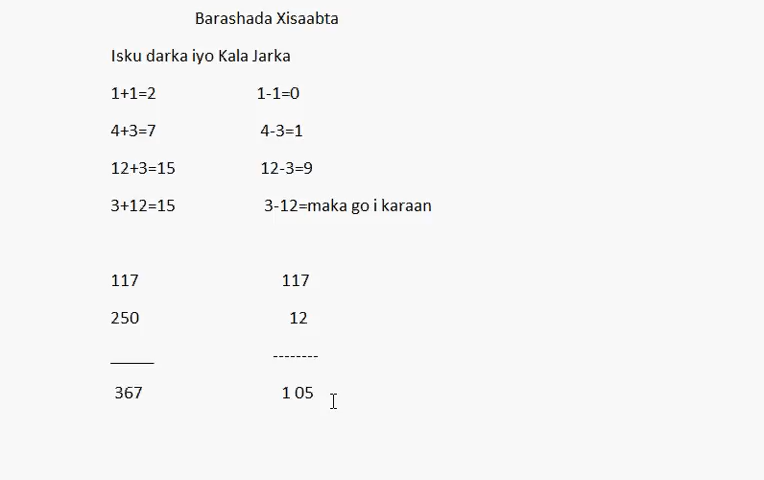 Barashada Xisaabta
Isku darka iyo Kala Jarka
1+1=2 1-1=0
4+3=7 4-3=1
12+3=15 12-3=9
3+12=15 3-12=maka go i karaan
117 117
250 12
_____ --------
367 1 05